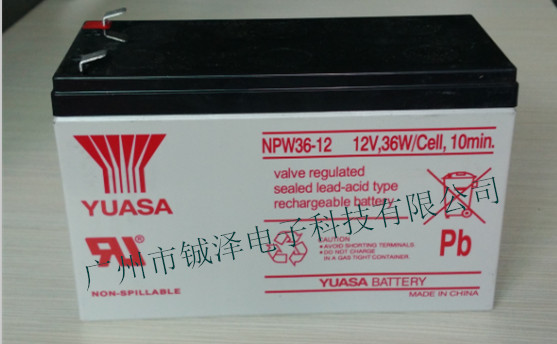 NPW36-12 12V,36W/Cell, 10min.
valve regulated
sealed lead-acid type
rechargeable battery
YUASA
CAUTION
AVOID SHORTING TERMINALS.
DO NOT CHARGE
IN A GAS TIGHT CONTAINER.
Pb
NON-SPILLABLE
YUASA BATTERY
MADE IN CHINA
广州市铖泽电子科技有限公司